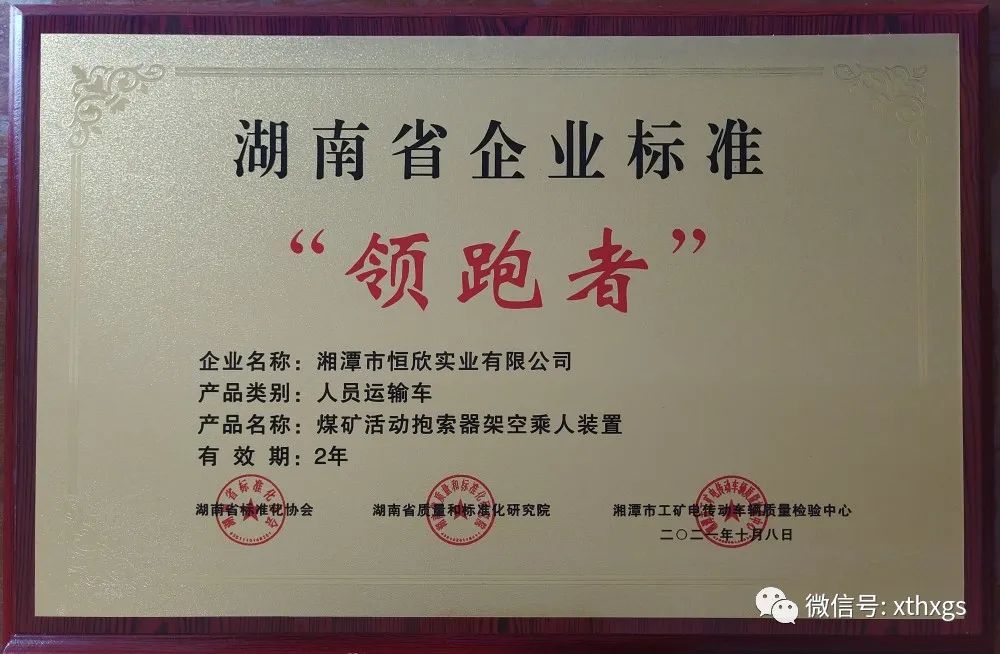 湖南省企业标准
“领跑者”
企业名称：湘潭市恒欣实业有限公司
产品类别：人员运输车
产品名称：煤矿活动抱索器架空乘人装置
有 效 期：2年
湖南省标准化协会 湖南省质量和标准化研究院 湘潭市工矿电传动车辆质量检验中心
二〇二一年十月八日
微信号: xthxgs